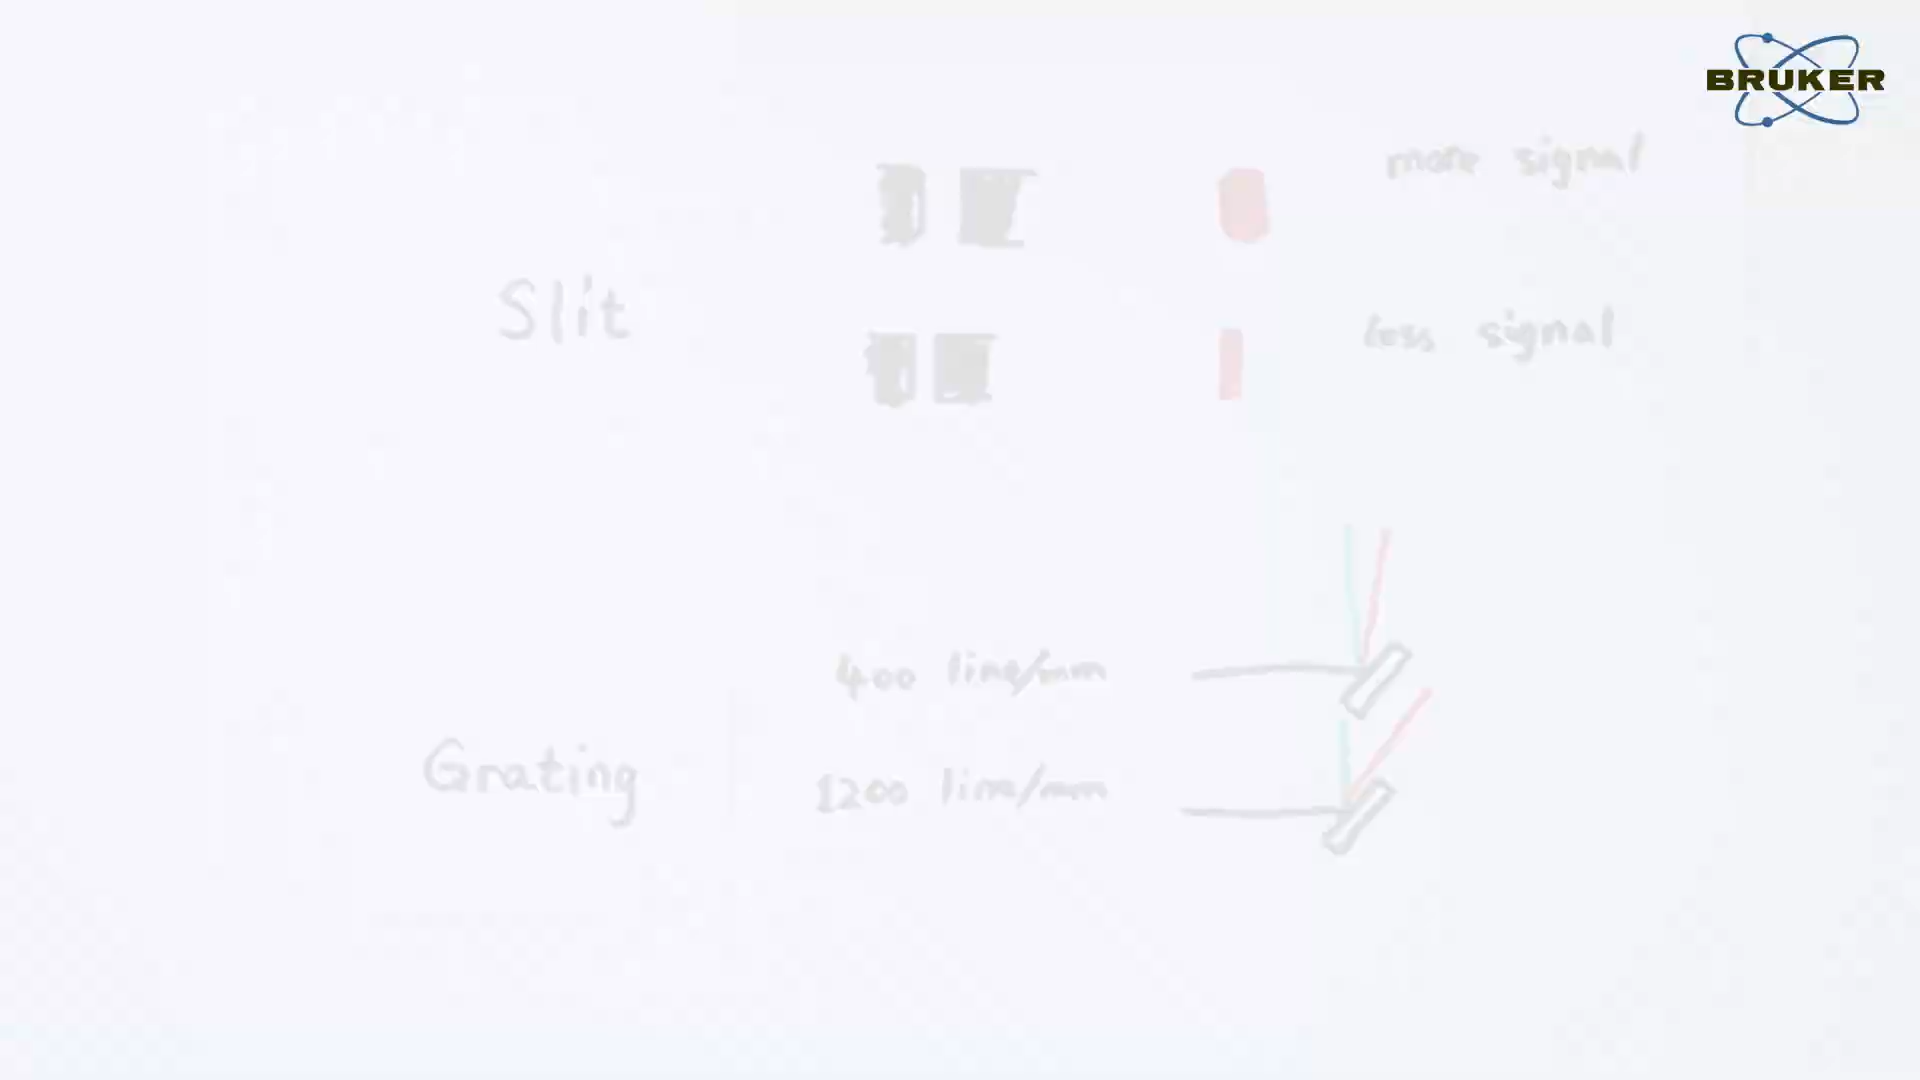 BRUKER
more signal
Slit
less signal
400 line/mm
Grating
1200 line/mm